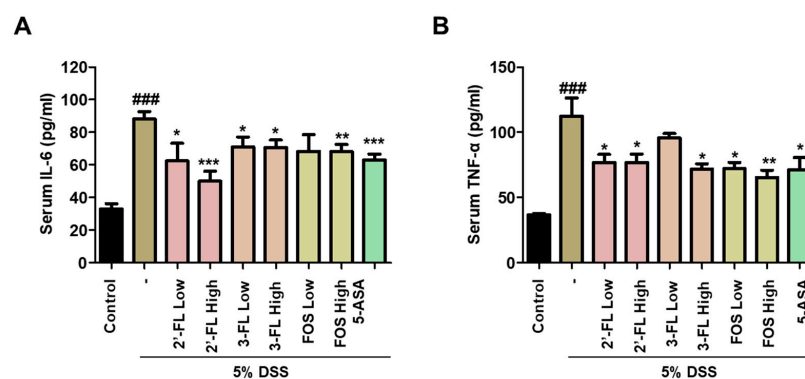 A
Serum IL-6 (pg/ml)
120
100
80
60
40
20
0
###
*
***
*
*
**
***
Control
-
2'-FL Low
2'-FL High
3-FL Low
3-FL High
FOS Low
FOS High
5-ASA
5% DSS
B
Serum TNF-α (pg/ml)
150
100
50
0
###
*
*
*
*
**
*
Control
-
2'-FL Low
2'-FL High
3-FL Low
3-FL High
FOS Low
FOS High
5-ASA
5% DSS